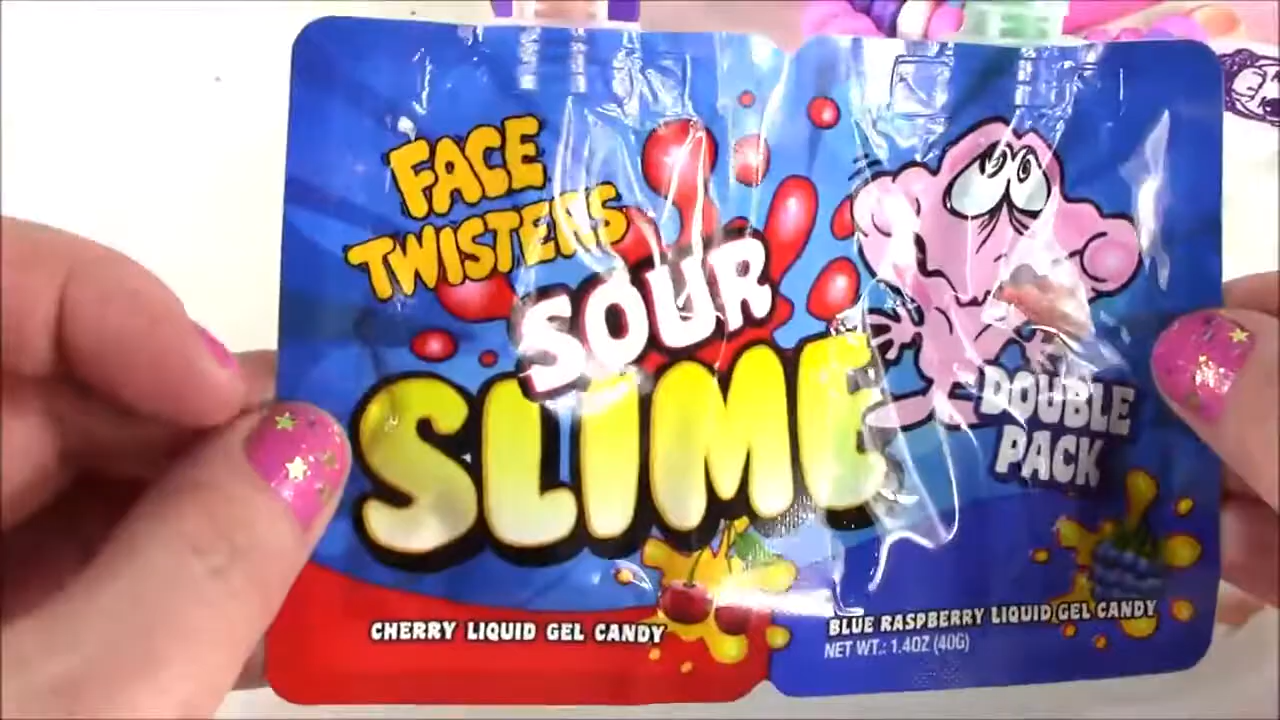 FACE
TWISTERS
SOUR
SLIME
DOUBLE
PACK
CHERRY LIQUID GEL CANDY
BLUE RASPBERRY LIQUID GEL CANDY
NET WT.: 1.4OZ (40G)